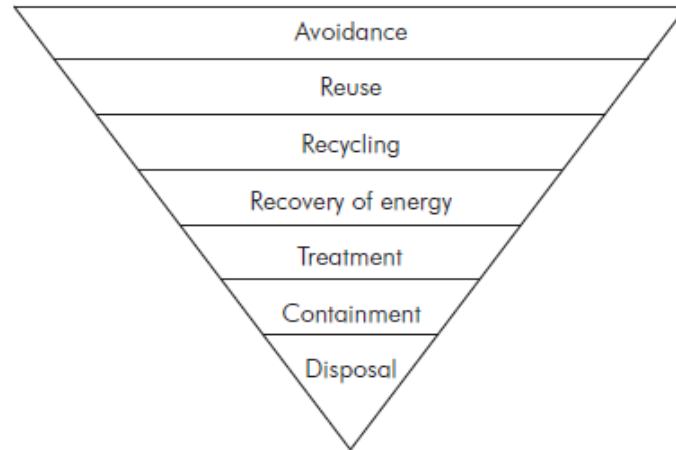 Avoidance
Reuse
Recycling
Recovery of energy
Treatment
Containment
Disposal